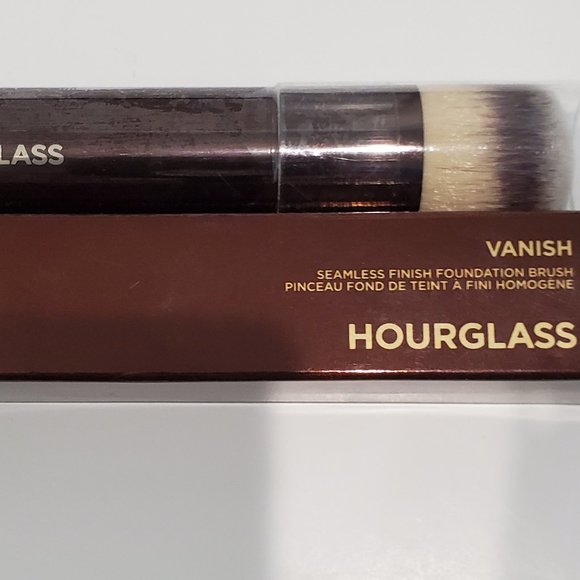 LASS
VANISH
SEAMLESS FINISH FOUNDATION BRUSH
PINCEAU FOND DE TEINT À FINI HOMOGÈNE
HOURGLASS